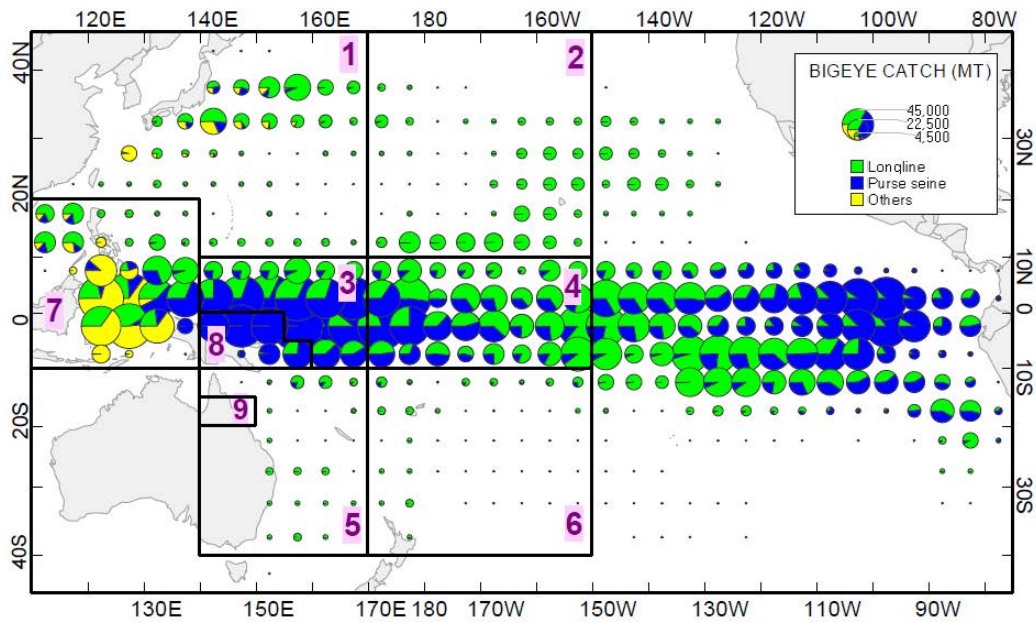 120E 140E 160E 180 160W 140W 120W 100W 80W
40N
1
2
BIGEYE CATCH (MT)
45,000
22,500
4,500
Longline
Purse seine
Others
30N
20N
10N
3
4
7
0
8
10S
9
20S
5
6
30S
40S
130E 150E 170E 180 170W 150W 130W 110W 90W